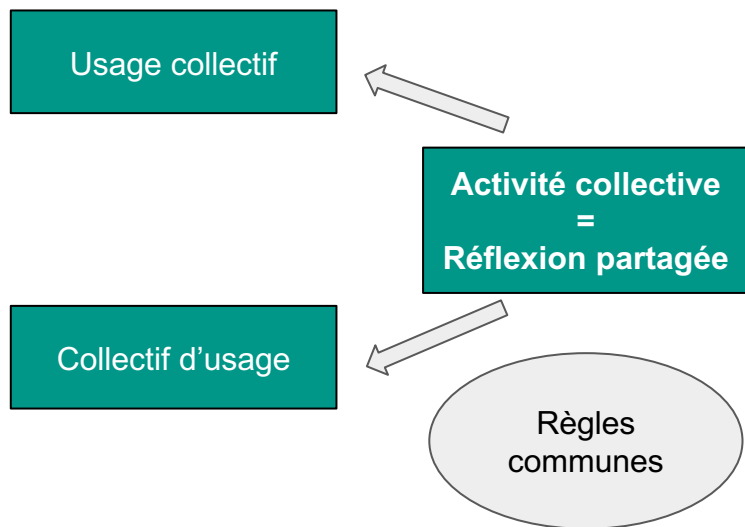 Usage collectif
Activité collective
=
Réflexion partagée
Collectif d’usage
Règles
communes